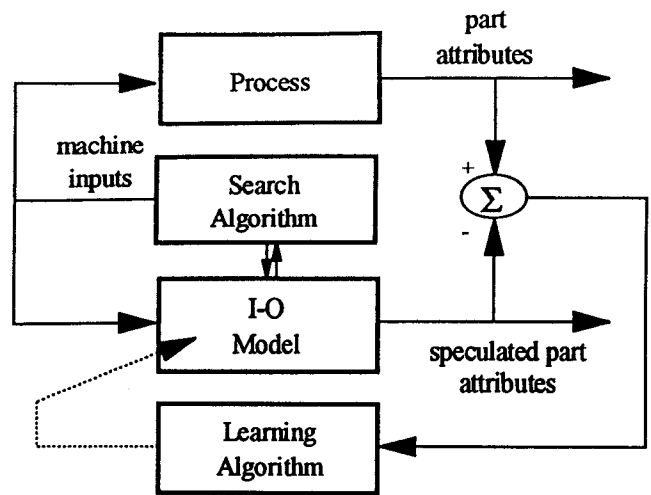 part
attributes
Process
machine
inputs
Search
Algorithm
+
Σ
-
I-O
Model
speculated part
attributes
Learning
Algorithm